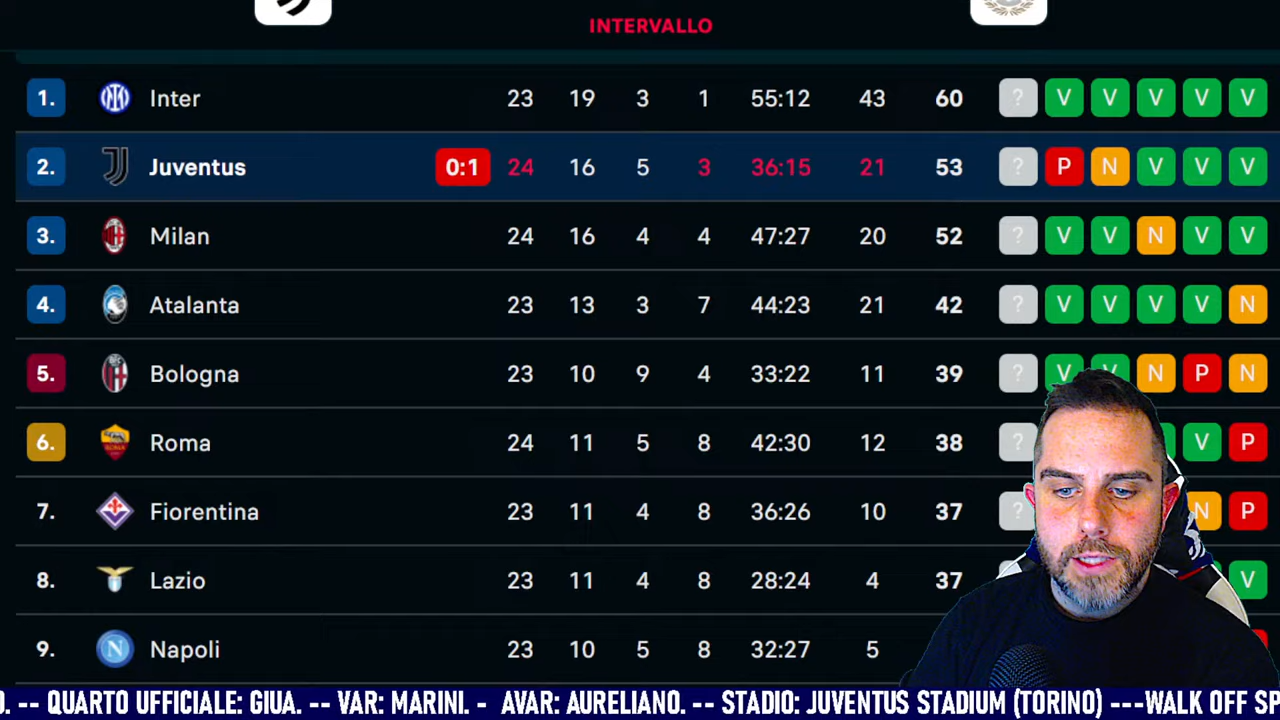 INTERVALLO
1. Inter 23 19 3 1 55:12 43 60 ? V V V V V
2. Juventus 0:1 24 16 5 3 36:15 21 53 ? P N V V V
3. Milan 24 16 4 4 47:27 20 52 ? V V N V V
4. Atalanta 23 13 3 7 44:23 21 42 ? V V V V N
5. Bologna 23 10 9 4 33:22 11 39 ? V V N P N
6. Roma 24 11 5 8 42:30 12 38 ? V P
7. Fiorentina 23 11 4 8 36:26 10 37 ? N P
8. Lazio 23 11 4 8 28:24 4 37 V
9. Napoli 23 10 5 8 32:27 5
O. -- QUARTO UFFICIALE: GIUA. -- VAR: MARINI. - AVAR: AURELIANO. -- STADIO: JUVENTUS STADIUM (TORINO) ---WALK OFF SP